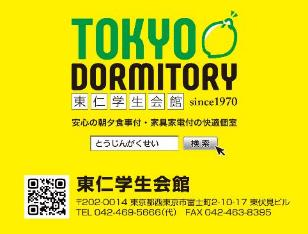 TOKYO
DORMITORY
東仁学生会館 since1970
安心の朝夕食事付・家具家電付の快適個室
とうじんがくせい 検索
東仁学生会館
〒202-0014 東京都西東京市富士町2-10-17 東伏見ビル
TEL 042-469-5666(代) FAX 042-463-8395